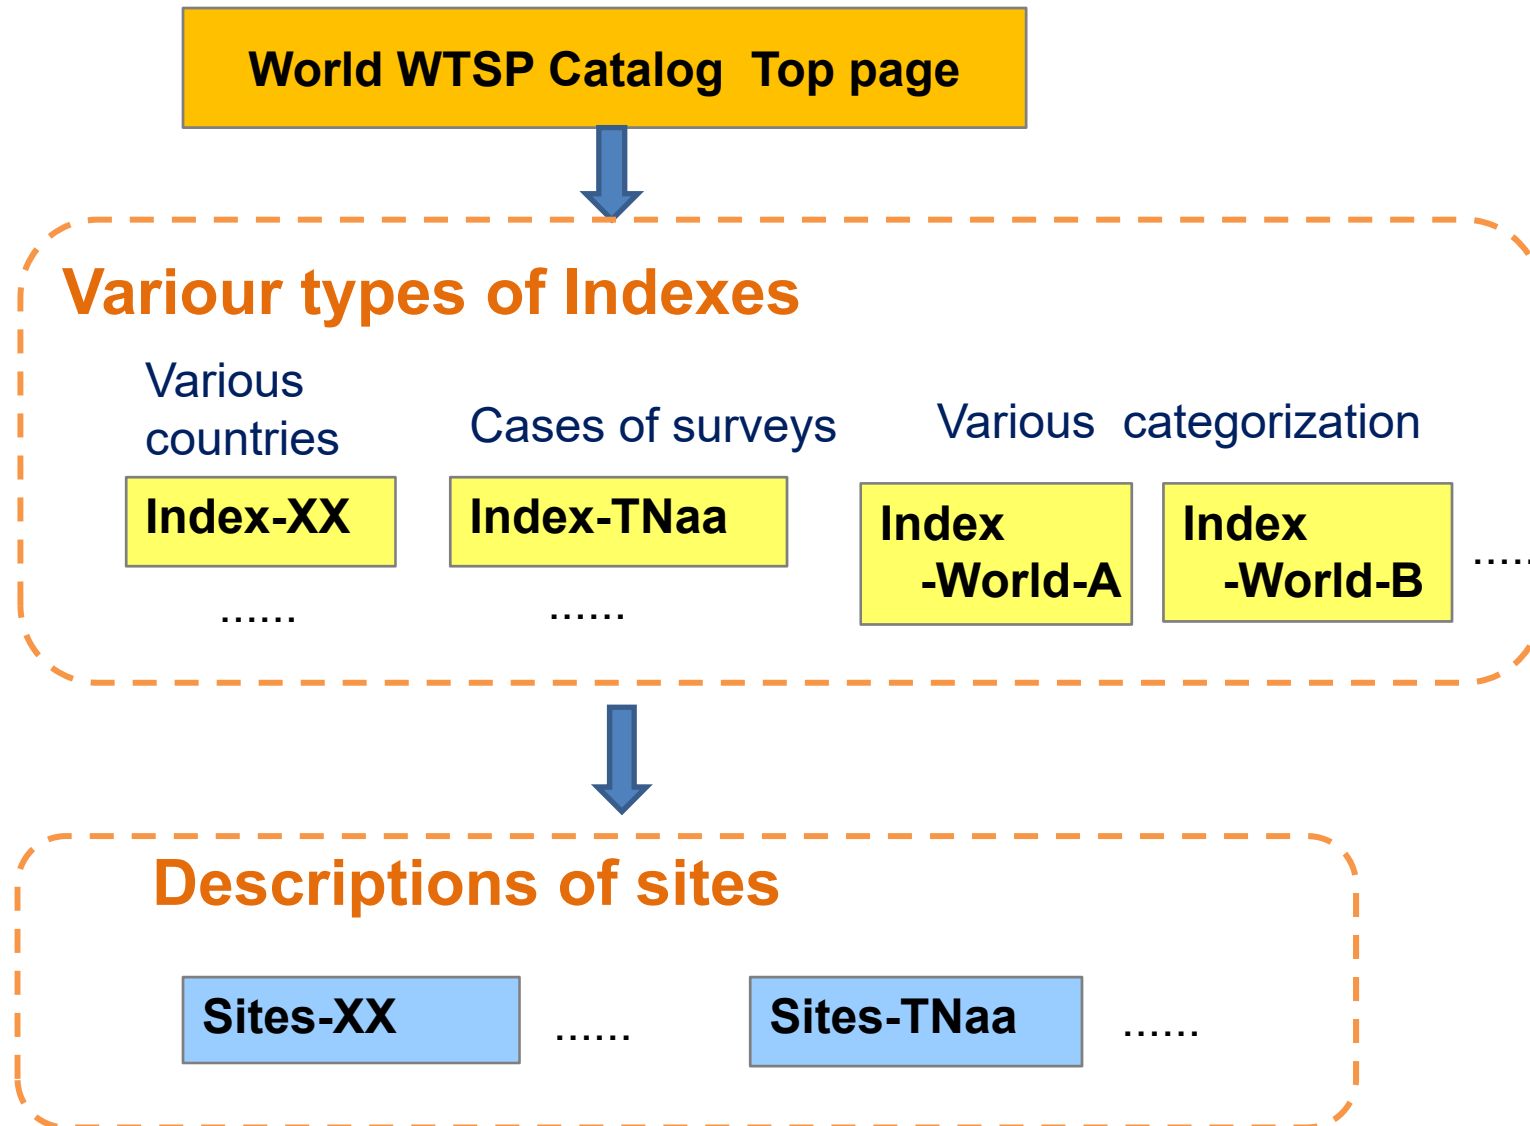 World WTSP Catalog  Top page
Variour types of Indexes
Various
countries
Cases of surveys
Various  categorization
Index-XX
Index-TNaa
Index
-World-A
Index
-World-B
......
......
......
Descriptions of sites
Sites-XX
......
Sites-TNaa
......